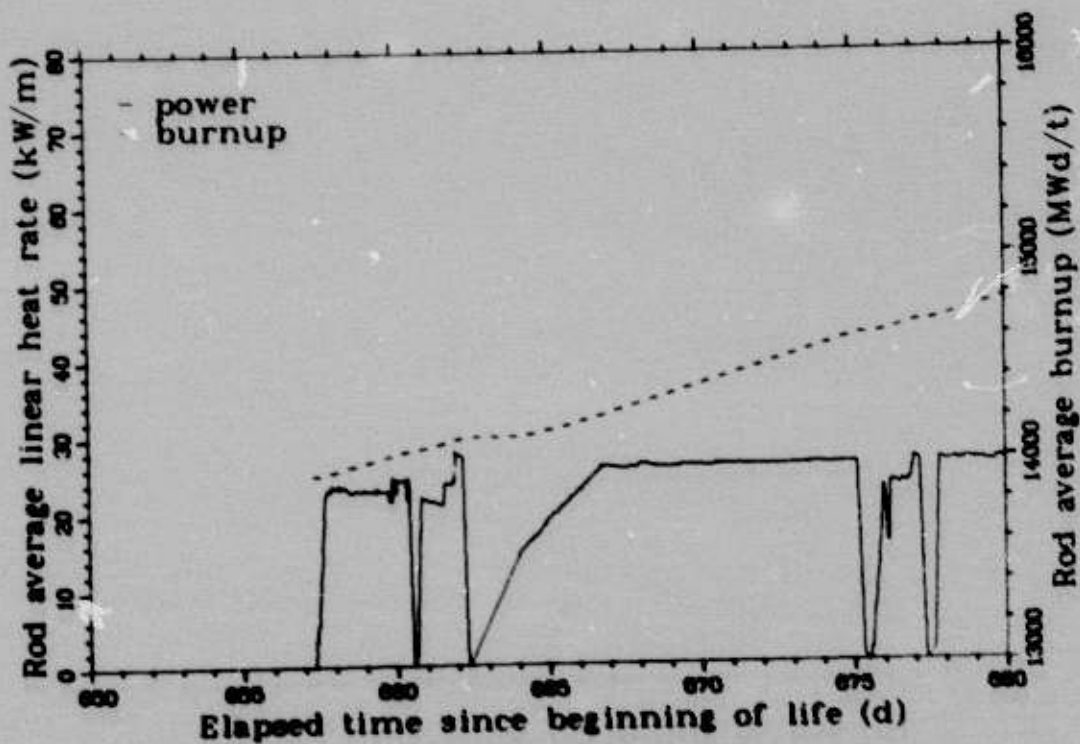 Rod average linear heat rate (kW/m)
80
70
60
50
40
30
20
10
0
- power
burnup
16000
15000
14000
13000
Rod average burnup (MWd/t)
650 655 660 665 670 675 680
Elapsed time since beginning of life (d)